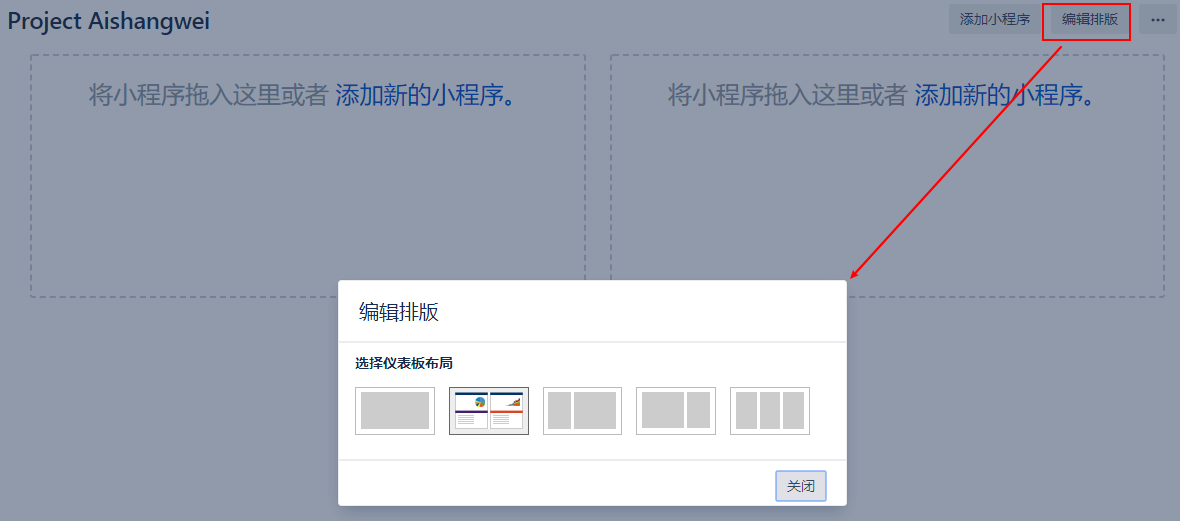 Project Aishangwei
添加小程序
编辑排版
•••
将小程序拖入这里或者 添加新的小程序。
将小程序拖入这里或者 添加新的小程序。
编辑排版
选择仪表板布局
关闭